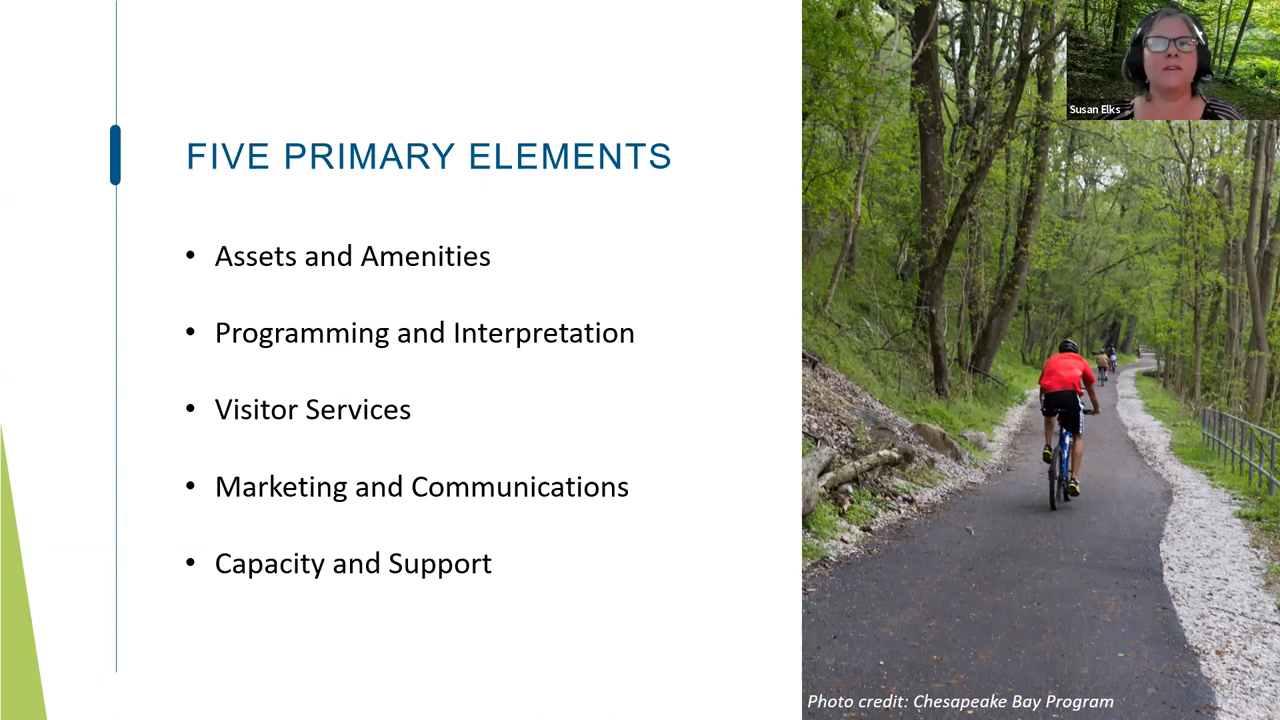 FIVE PRIMARY ELEMENTS
• Assets and Amenities
• Programming and Interpretation
• Visitor Services
• Marketing and Communications
• Capacity and Support
Susan Elks
Photo credit: Chesapeake Bay Program